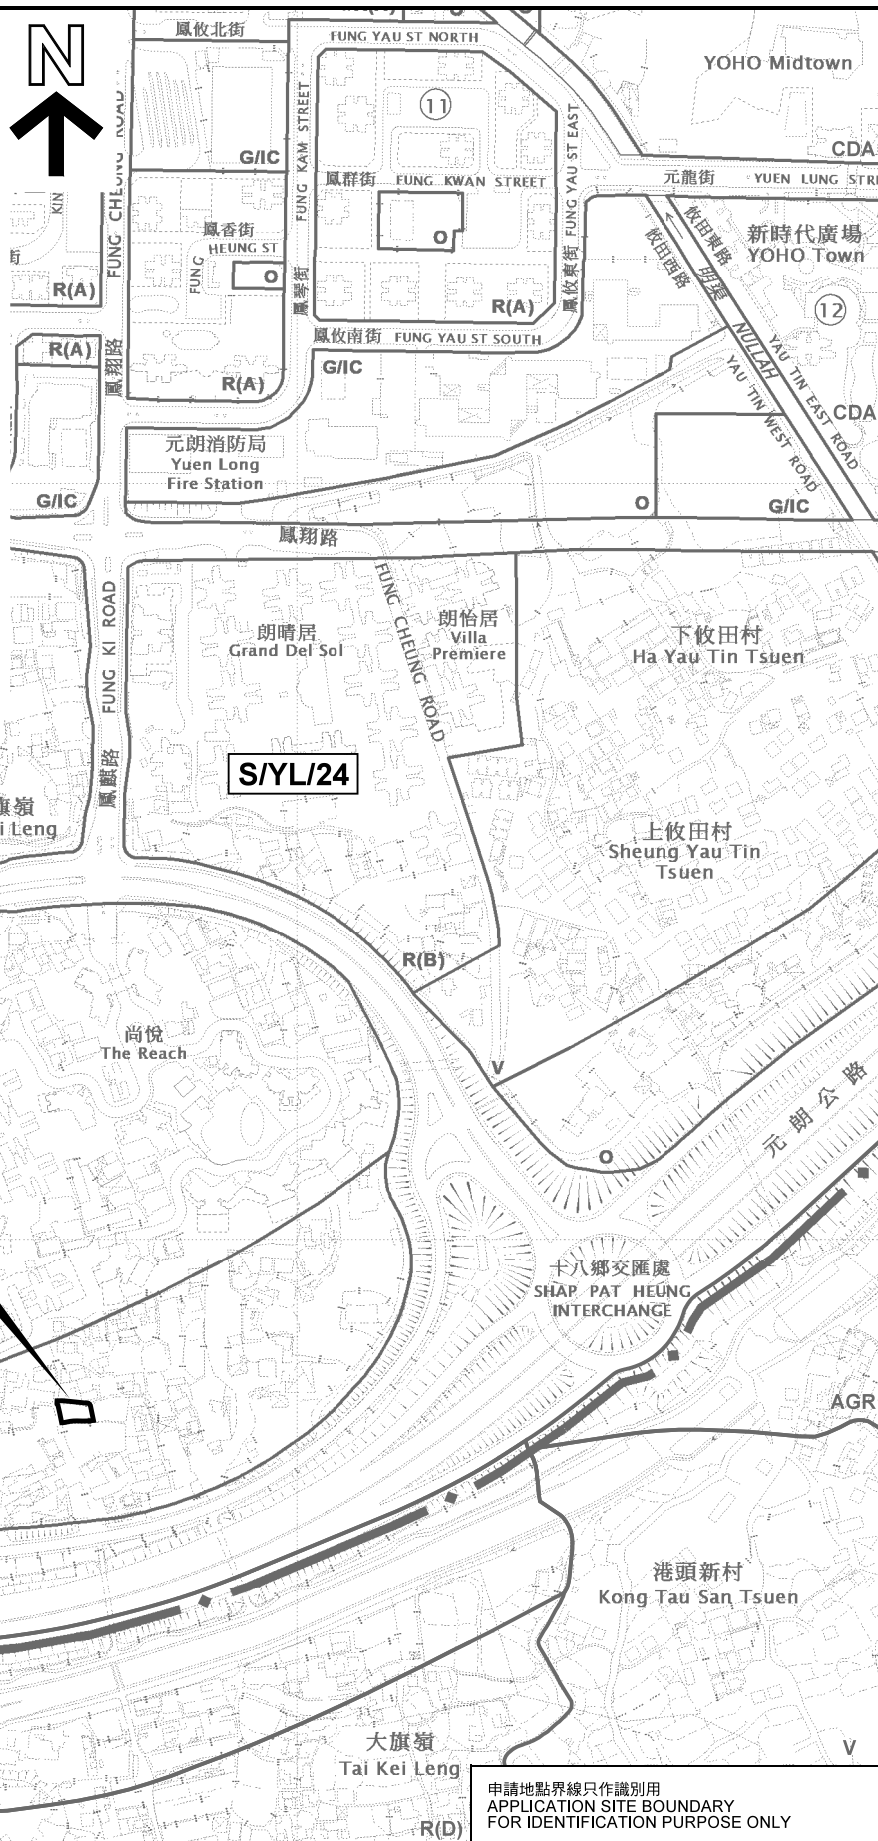 N
鳳攸北街
FUNG YAU ST NORTH
YOHO Midtown
11
CDA
G/IC
FUNG CHEUNG ROAD
FUNG KAM STREET
鳳群街 FUNG KWAN STREET
FUNG YAU ST EAST
元龍街 YUEN LUNG STR
KIN
鳳香街
HEUNG ST
FUNG
O
O
攸田東路
攸田西路
新時代廣場
YOHO Town
街
R(A)
鳳琴街
鳳攸東街
明渠
NULLAH
12
R(A)
R(A)
鳳攸南街 FUNG YAU ST SOUTH
鳳翔路
R(A)
G/IC
YAU TIN EAST ROAD
YAU TIN WEST ROAD
CDA
元朗消防局
Yuen Long
Fire Station
G/IC
O
G/IC
鳳翔路
FUNG KI ROAD
FUNG CHEUNG ROAD
朗晴居
Grand Del Sol
朗怡居
Villa
Premiere
下攸田村
Ha Yau Tin Tsuen
鳳麒路
S/YL/24
旗嶺
i Leng
上攸田村
Sheung Yau Tin
Tsuen
R(B)
尚悅
The Reach
V
元朗公路
O
十八鄉交匯處
SHAP PAT HEUNG
INTERCHANGE
AGR
港頭新村
Kong Tau San Tsuen
大旗嶺
Tai Kei Leng
V
R(D)
申請地點界線只作識別用
APPLICATION SITE BOUNDARY
FOR IDENTIFICATION PURPOSE ONLY